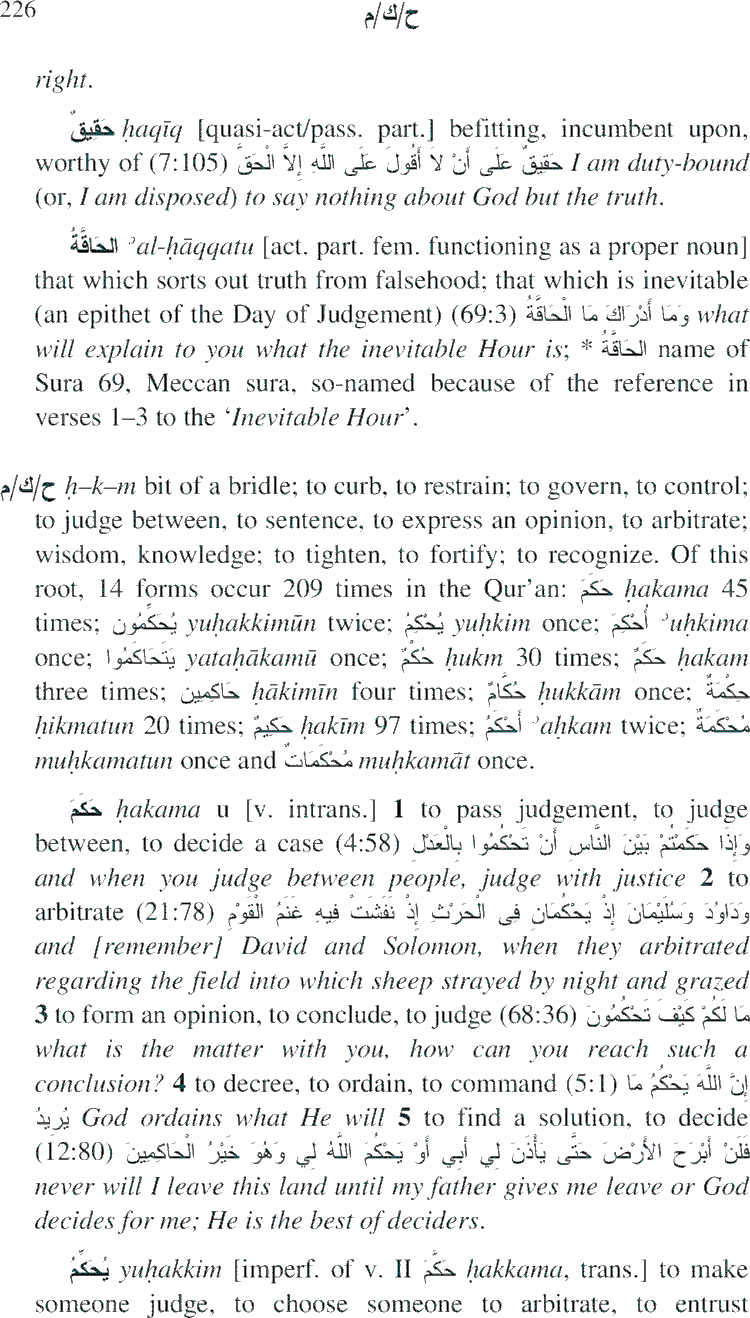 226
ح/ك/م
right.
حَقِيقٌ ḥaqīq [quasi-act/pass. part.] befitting, incumbent upon,
worthy of (7:105) حَقِيقٌ عَلَى أَنْ لاَ أَقُولَ عَلَى اللَّهِ إِلاَّ الْحَقَّ I am duty-bound
(or, I am disposed) to say nothing about God but the truth.
الحَاقَّةُ ʾal-ḥāqqatu [act. part. fem. functioning as a proper noun]
that which sorts out truth from falsehood; that which is inevitable
(an epithet of the Day of Judgement) (69:3) وَمَا أَدْرَاكَ مَا الْحَاقَّةُ what
will explain to you what the inevitable Hour is; * الحَاقَّةُ name of
Sura 69, Meccan sura, so-named because of the reference in
verses 1–3 to the ‘Inevitable Hour’.
ح/ك/م ḥ–k–m bit of a bridle; to curb, to restrain; to govern, to control;
to judge between, to sentence, to express an opinion, to arbitrate;
wisdom, knowledge; to tighten, to fortify; to recognize. Of this
root, 14 forms occur 209 times in the Qur'an: حَكَمَ ḥakama 45
times; يُحَكِّمُون yuḥakkimūn twice; يُحْكِمُ yuḥkim once; أُحْكِمَ ʾuḥkima
once; يَتَحَاكَمُوا yataḥākamū once; حُكْمٌ ḥukm 30 times; حَكَمٌ ḥakam
three times; حَاكِمِين ḥākimīn four times; حُكَّامٌ ḥukkām once; حِكْمَةٌ
ḥikmatun 20 times; حَكِيمٌ ḥakīm 97 times; أَحْكَمُ ʾaḥkam twice; مُحْكَمَةٌ
muḥkamatun once and مُحْكَمَاتٌ muḥkamāt once.
حَكَمَ ḥakama u [v. intrans.] 1 to pass judgement, to judge
between, to decide a case (4:58) وَإِذَا حَكَمْتُمْ بَيْنَ النَّاسِ أَنْ تَحْكُمُوا بِالْعَدْلِ
and when you judge between people, judge with justice 2 to
arbitrate (21:78) وَدَاوُدَ وَسُلَيْمَانَ إِذْ يَحْكُمَانِ فِى الْحَرْثِ إِذْ نَفَشَتْ فِيهِ غَنَمُ الْقَوْمِ
and [remember] David and Solomon, when they arbitrated
regarding the field into which sheep strayed by night and grazed
3 to form an opinion, to conclude, to judge (68:36) مَا لَكُمْ كَيْفَ تَحْكُمُونَ
what is the matter with you, how can you reach such a
conclusion? 4 to decree, to ordain, to command (5:1) إِنَّ اللَّهَ يَحْكُمُ مَا
يُرِيدُ God ordains what He will 5 to find a solution, to decide
(12:80) فَلَنْ أَبْرَحَ الأَرْضَ حَتَّى يَأْذَنَ لِي أَبِي أَوْ يَحْكُمَ اللَّهُ لِي وَهُوَ خَيْرُ الْحَاكِمِينَ
never will I leave this land until my father gives me leave or God
decides for me; He is the best of deciders.
يُحَكِّمُ yuḥakkim [imperf. of v. II حَكَّمَ ḥakkama, trans.] to make
someone judge, to choose someone to arbitrate, to entrust